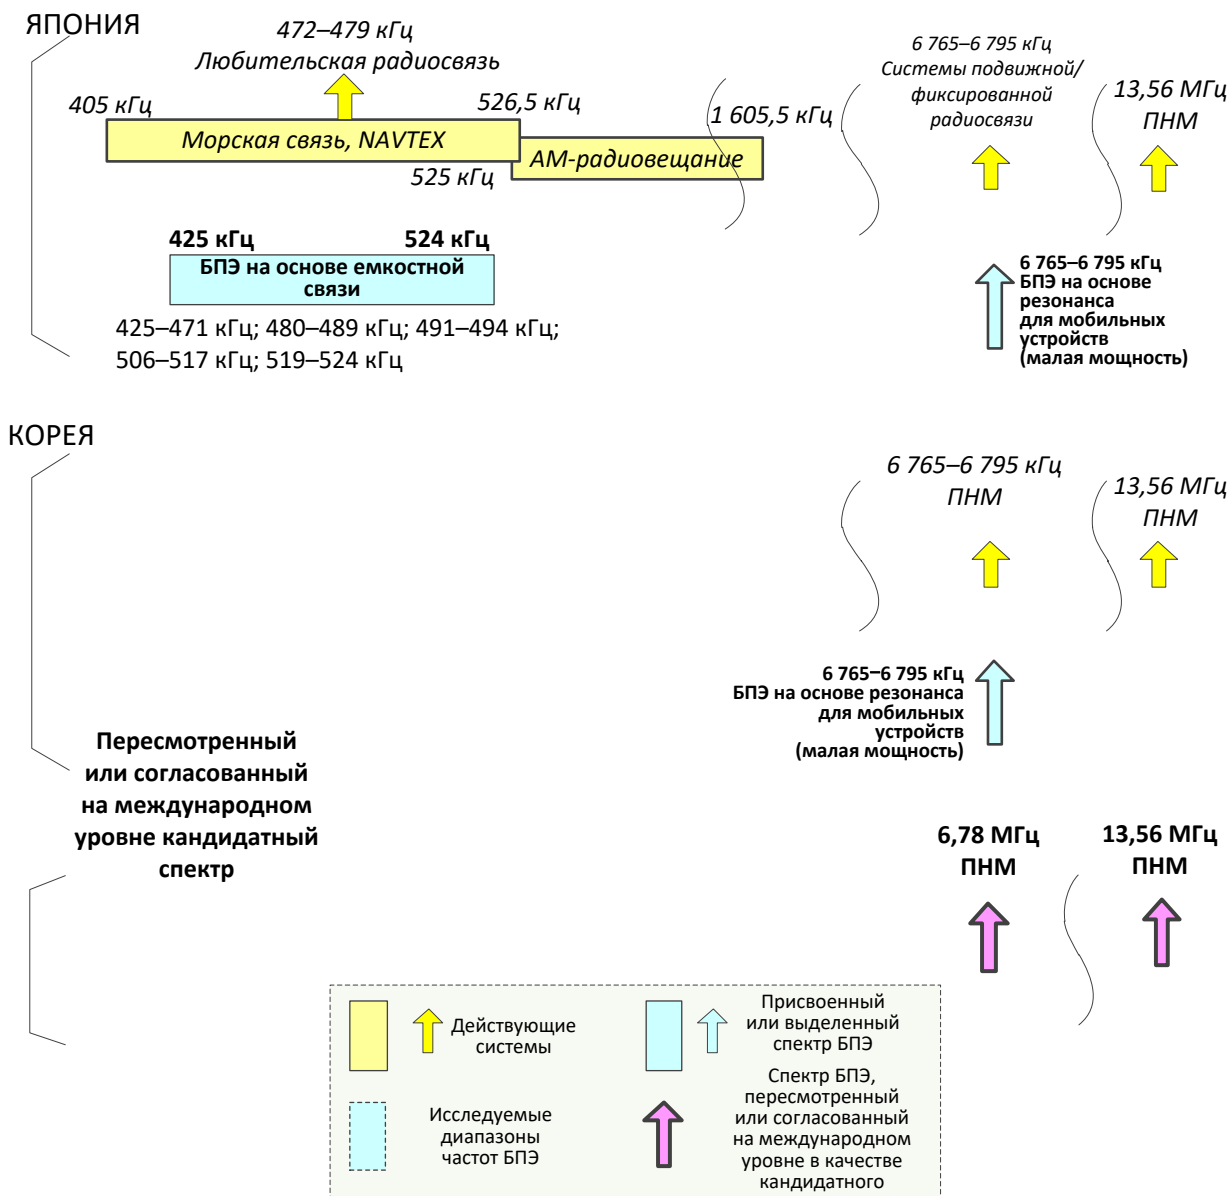 ЯПОНИЯ
472–479 кГц
Любительская радиосвязь
405 кГц
526,5 кГц
Морская связь, NAVTEX
525 кГц
АМ-радиовещание
1 605,5 кГц
6 765–6 795 кГц
Системы подвижной/
фиксированной
радиосвязи
13,56 МГц
ПНМ
425 кГц
524 кГц
БПЭ на основе емкостной
связи
425–471 кГц; 480–489 кГц; 491–494 кГц;
506–517 кГц; 519–524 кГц
6 765–6 795 кГц
БПЭ на основе
резонанса
для мобильных
устройств
(малая мощность)
КОРЕЯ
6 765–6 795 кГц
ПНМ
13,56 МГц
ПНМ
6 765–6 795 кГц
БПЭ на основе резонанса
для мобильных
устройств
(малая мощность)
Пересмотренный
или согласованный
на международном
уровне кандидатный
спектр
6,78 МГц
ПНМ
13,56 МГц
ПНМ
Действующие
системы
Присвоенный
или выделенный
спектр БПЭ
Исследуемые
диапазоны
частот БПЭ
Спектр БПЭ,
пересмотренный
или согласованный
на международном
уровне в качестве
кандидатного